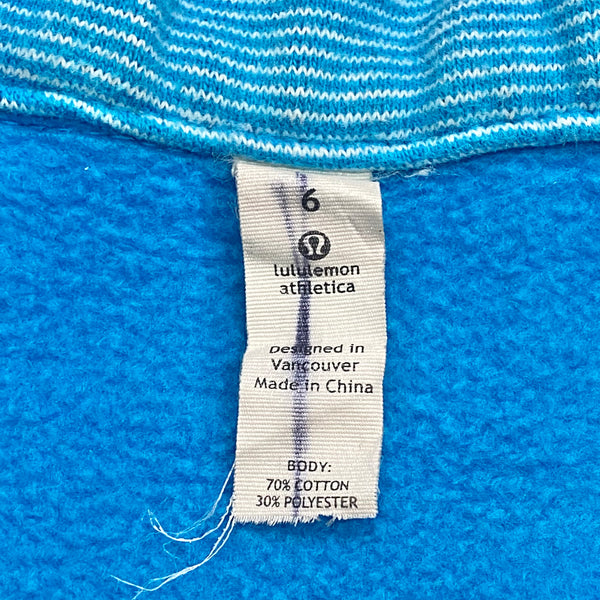 6
lululemon
athletica
Designed in
Vancouver
Made in China
BODY:
70% COTTON
30% POLYESTER